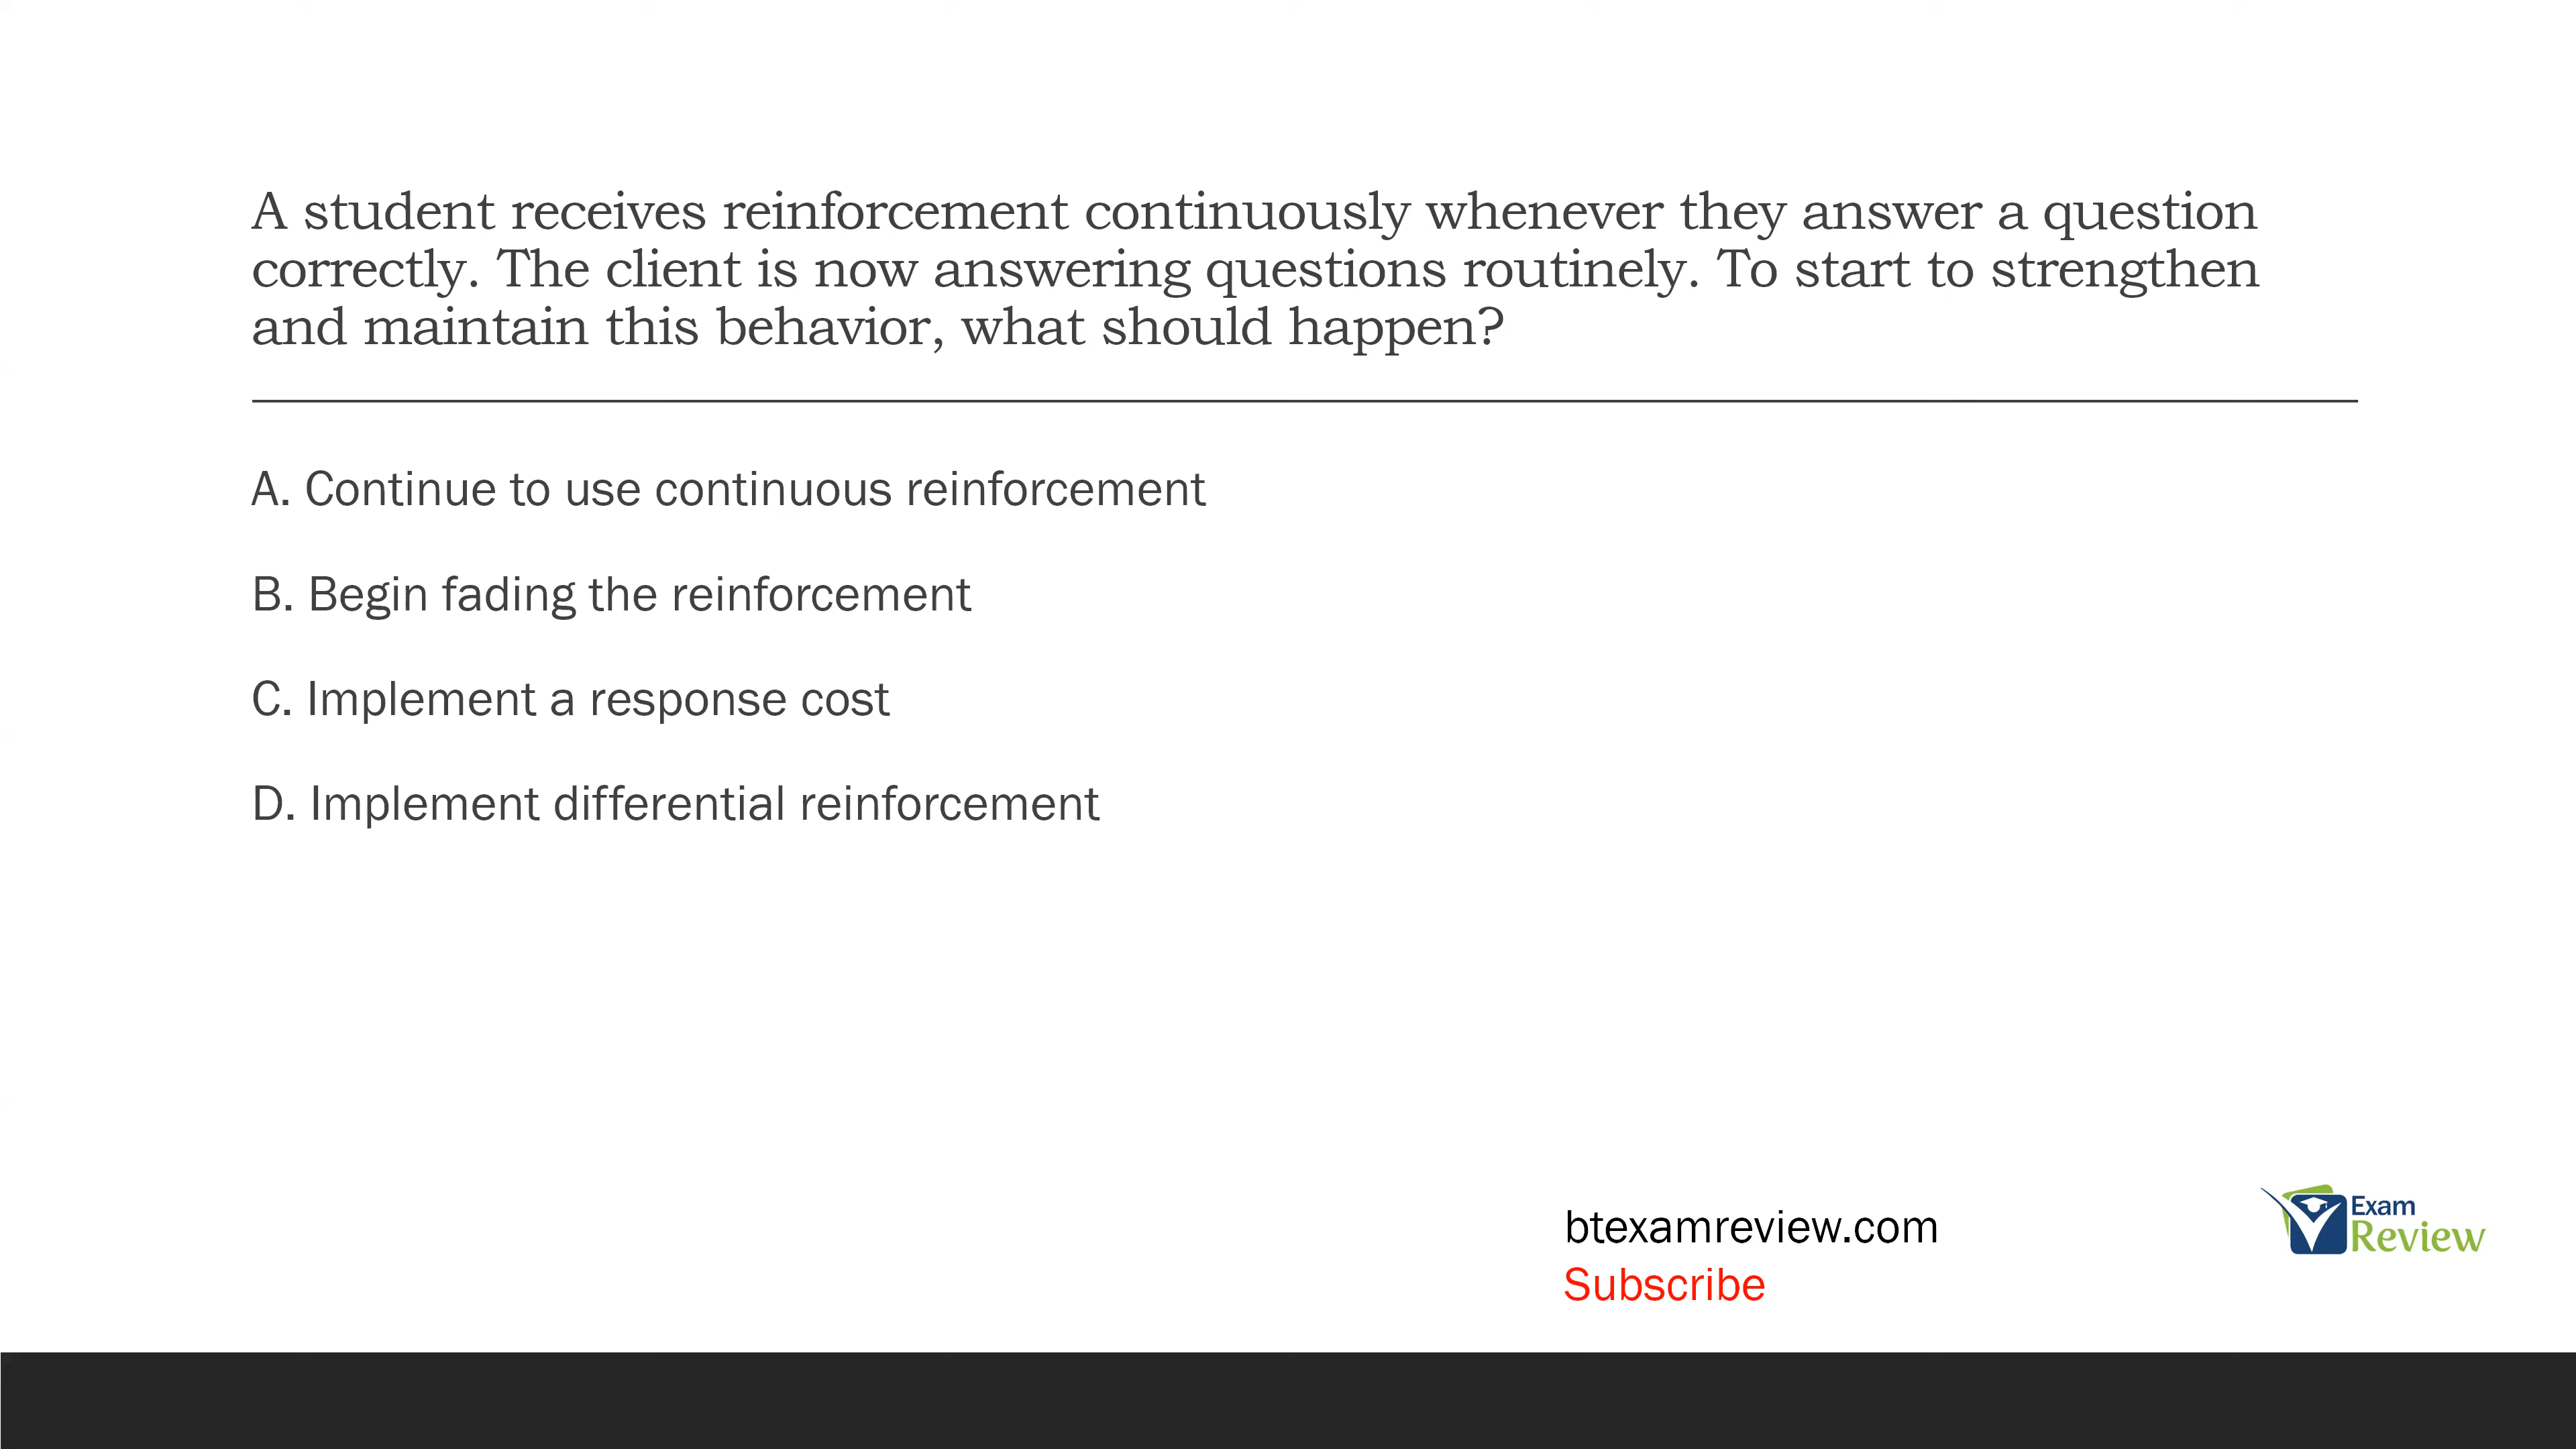 A student receives reinforcement continuously whenever they answer a question
correctly. The client is now answering questions routinely. To start to strengthen
and maintain this behavior, what should happen?
A. Continue to use continuous reinforcement
B. Begin fading the reinforcement
C. Implement a response cost
D. Implement differential reinforcement
btexamreview.com
Subscribe
Exam
Review